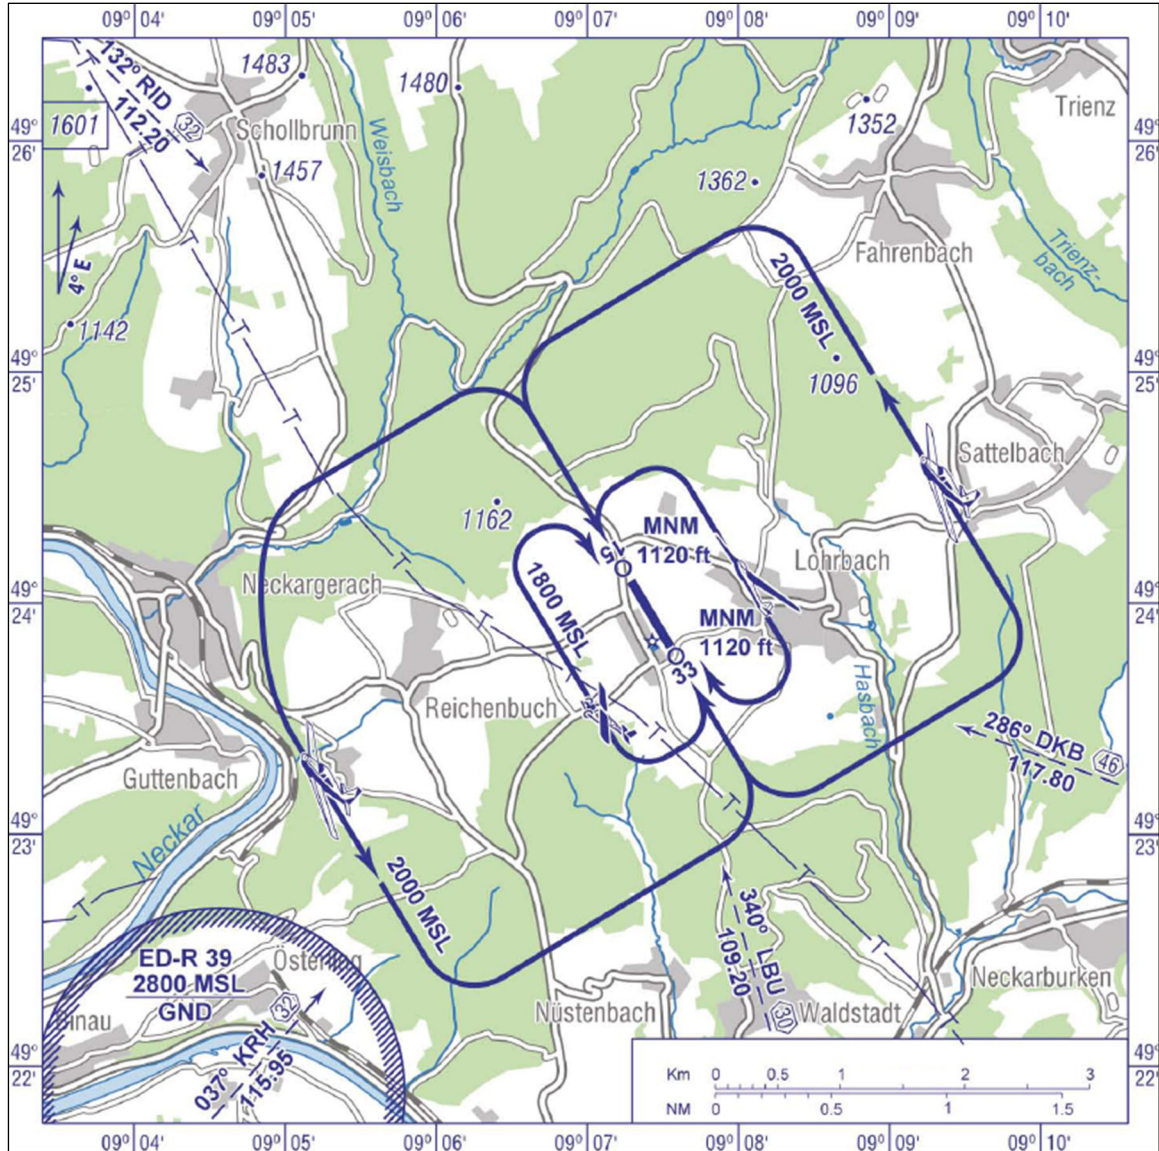 09° 04' 09° 05' 09° 06' 09° 07' 09° 08' 09° 09' 09° 10'
132° RID
112.20
32
1483
1480
1352
Trienz
1601
49°
26'
49°
26'
Schollbrunn
Weisbach
1457
1362
Fahrenbach
Trienz-
bach
4° E
2000 MSL
1142
49°
25'
49°
25'
T
1096
Sattelbach
T
1162
MNM
1120 ft
15
Lohrbach
T
Neckargerach
1800 MSL
49°
24'
49°
24'
T
MNM
1120 ft
33
Reichenbuch
Hasbach
T
286° DKB
117.80
46
Guttenbach
T
Neckar
49°
23'
49°
23'
2000 MSL
T
T
340° LBU
109.20
30
T
ED-R 39
2800 MSL
GND
Binau
037° KRH
115.95
32
Nüstenbach
Waldstadt
Neckarburken
49°
22'
49°
22'
Km 0 0.5 1 2 3
NM 0 0.5 1 1.5
09° 04' 09° 05' 09° 06' 09° 07' 09° 08' 09° 09' 09° 10'